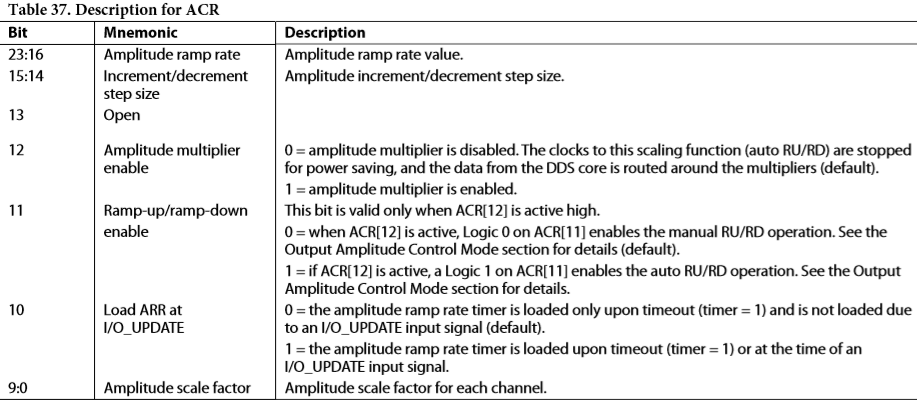 Table 37. Description for ACR
Bit Mnemonic Description
23:16 Amplitude ramp rate Amplitude ramp rate value.
15:14 Increment/decrement Amplitude increment/decrement step size.
step size
13 Open
12 Amplitude multiplier 0 = amplitude multiplier is disabled. The clocks to this scaling function (auto RU/RD) are stopped
enable for power saving, and the data from the DDS core is routed around the multipliers (default).
1 = amplitude multiplier is enabled.
11 Ramp-up/ramp-down This bit is valid only when ACR[12] is active high.
enable 0 = when ACR[12] is active, Logic 0 on ACR[11] enables the manual RU/RD operation. See the
Output Amplitude Control Mode section for details (default).
1 = if ACR[12] is active, a Logic 1 on ACR[11] enables the auto RU/RD operation. See the Output
Amplitude Control Mode section for details.
10 Load ARR at 0 = the amplitude ramp rate timer is loaded only upon timeout (timer = 1) and is not loaded due
I/O_UPDATE to an I/O_UPDATE input signal (default).
1 = the amplitude ramp rate timer is loaded upon timeout (timer = 1) or at the time of an
I/O_UPDATE input signal.
9:0 Amplitude scale factor Amplitude scale factor for each channel.